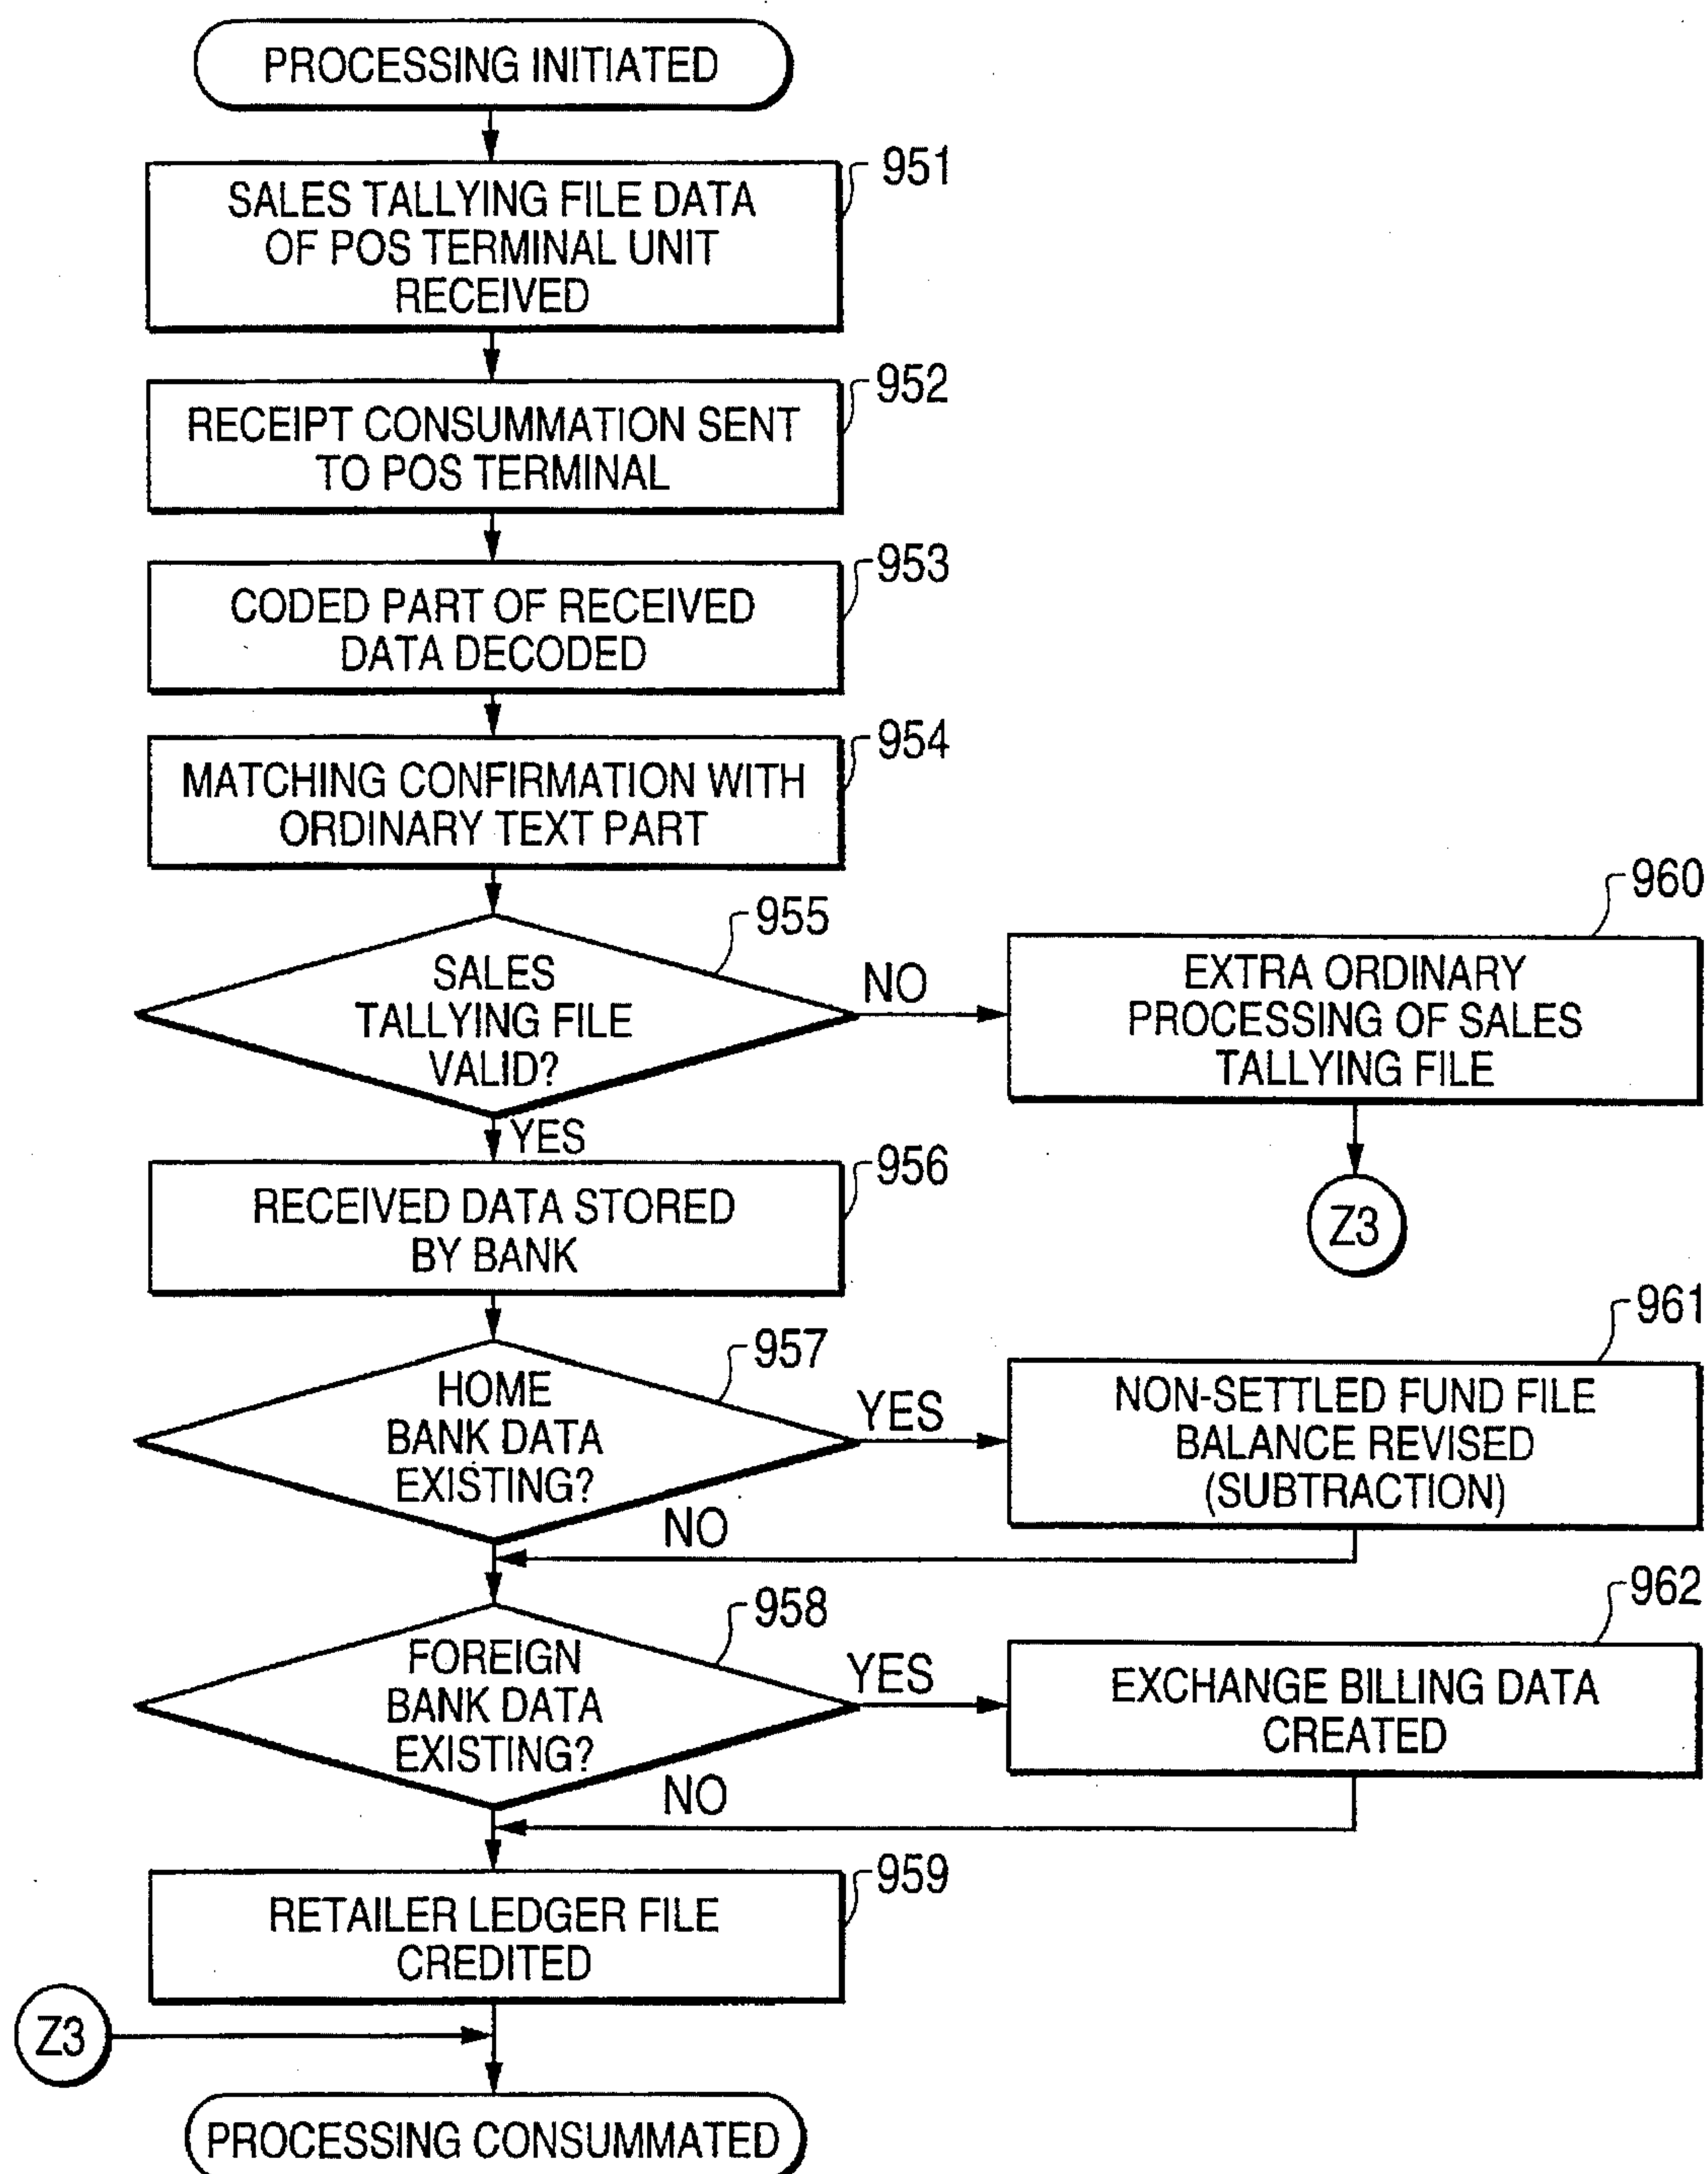 PROCESSING INITIATED
951
SALES TALLYING FILE DATA
OF POS TERMINAL UNIT
RECEIVED
952
RECEIPT CONSUMMATION SENT
TO POS TERMINAL
953
CODED PART OF RECEIVED
DATA DECODED
954
MATCHING CONFIRMATION WITH
ORDINARY TEXT PART
955
SALES
TALLYING FILE
VALID?
NO
960
EXTRA ORDINARY
PROCESSING OF SALES
TALLYING FILE
Z3
YES
956
RECEIVED DATA STORED
BY BANK
957
HOME
BANK DATA
EXISTING?
YES
961
NON-SETTLED FUND FILE
BALANCE REVISED
(SUBTRACTION)
NO
958
FOREIGN
BANK DATA
EXISTING?
YES
962
EXCHANGE BILLING DATA
CREATED
NO
959
RETAILER LEDGER FILE
CREDITED
Z3
PROCESSING CONSUMMATED